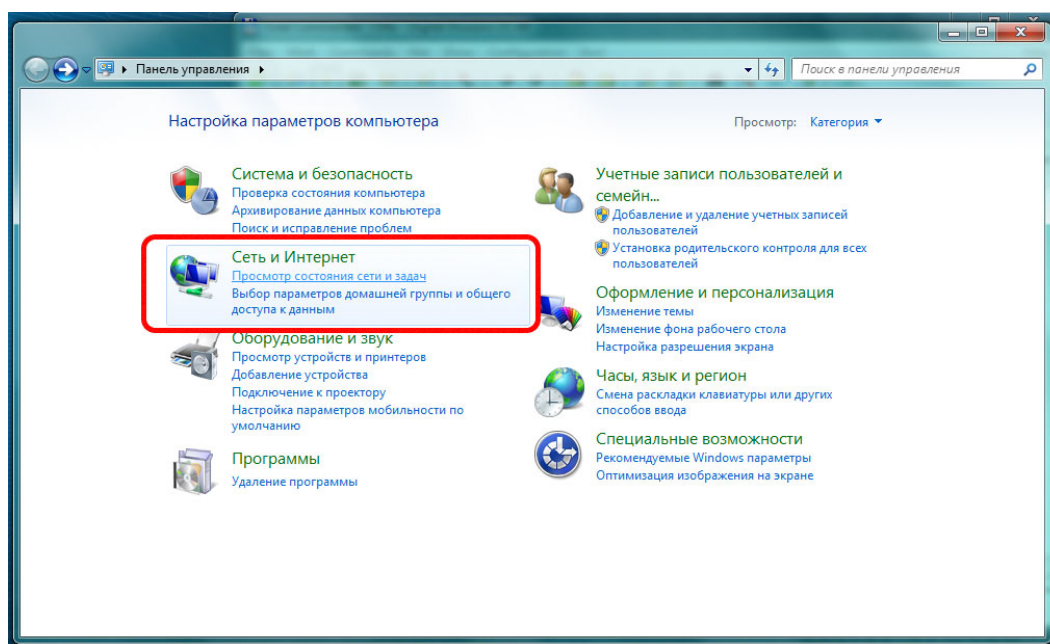 Панель управления
Поиск в панели управления
Настройка параметров компьютера
Просмотр: Категория
Система и безопасность
Проверка состояния компьютера
Архивирование данных компьютера
Поиск и исправление проблем
Сеть и Интернет
Просмотр состояния сети и задач
Выбор параметров домашней группы и общего
доступа к данным
Оборудование и звук
Просмотр устройств и принтеров
Добавление устройства
Подключение к проектору
Настройка параметров мобильности по
умолчанию
Программы
Удаление программы
Учетные записи пользователей и
семейн...
Добавление и удаление учетных записей
пользователей
Установка родительского контроля для всех
пользователей
Оформление и персонализация
Изменение темы
Изменение фона рабочего стола
Настройка разрешения экрана
Часы, язык и регион
Смена раскладки клавиатуры или других
способов ввода
Специальные возможности
Рекомендуемые Windows параметры
Оптимизация изображения на экране